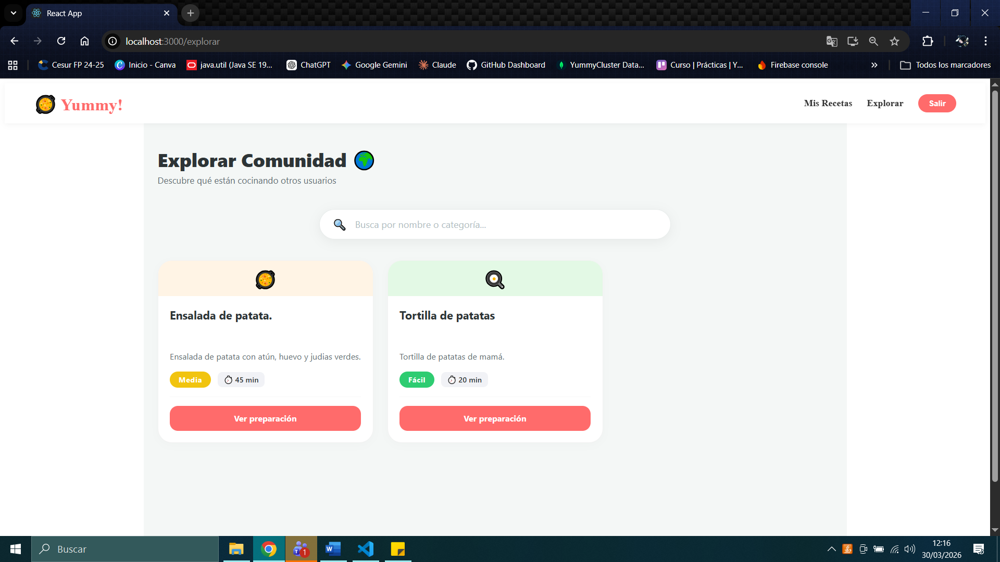 React App
localhost:3000/explorar
Cesur FP 24-25
Inicio - Canva
java.util (Java SE 19...
ChatGPT
Google Gemini
Claude
GitHub Dashboard
YummyCluster Data...
Curso | Prácticas | Y...
Firebase console
Todos los marcadores
Yummy!
Mis Recetas
Explorar
Salir
Explorar Comunidad
Descubre qué están cocinando otros usuarios
Busca por nombre o categoría...
Ensalada de patata.
Ensalada de patata con atún, huevo y judias verdes.
Media
45 min
Ver preparación
Tortilla de patatas
Tortilla de patatas de mamá.
Fácil
20 min
Ver preparación
Buscar
1
12:16
30/03/2026